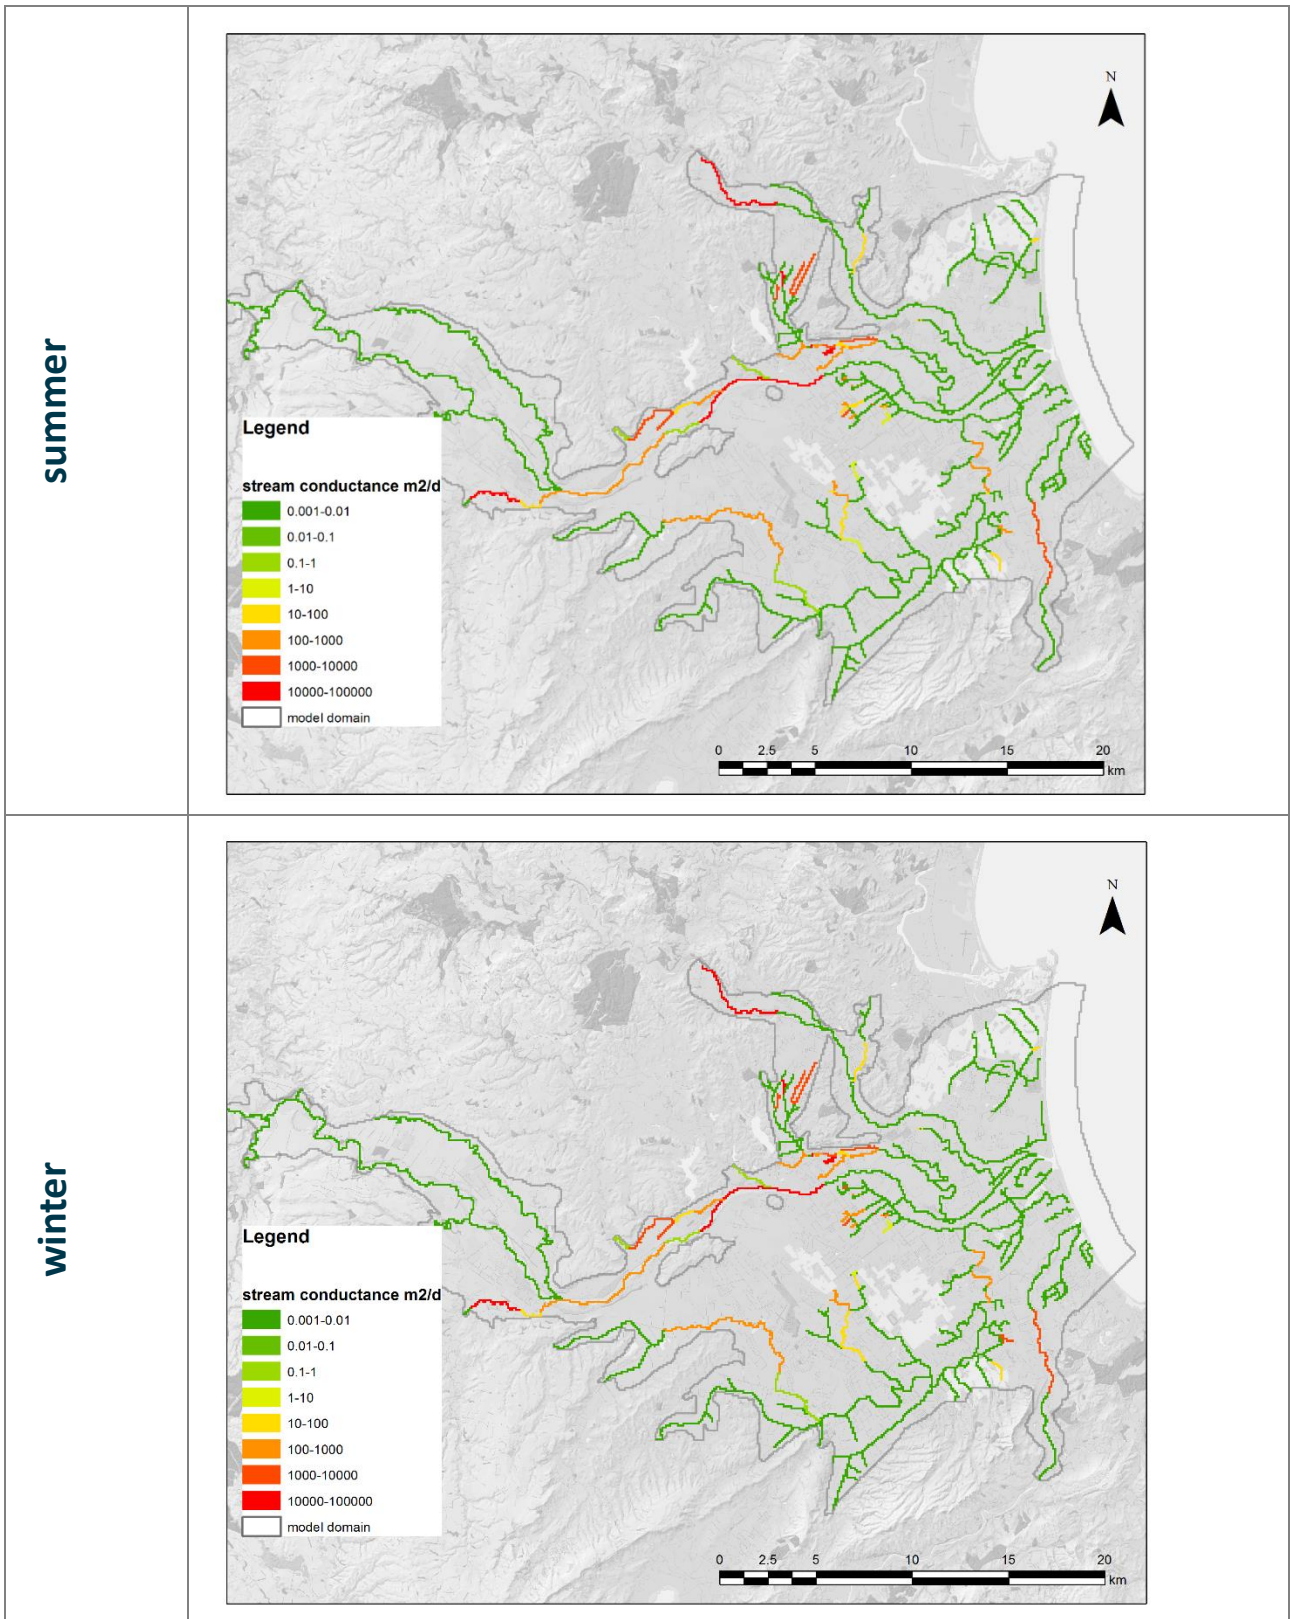 summer
N
Legend
stream conductance m2/d
0.001-0.01
0.01-0.1
0.1-1
1-10
10-100
100-1000
1000-10000
10000-100000
model domain
0 2.5 5 10 15 20
km
winter
N
Legend
stream conductance m2/d
0.001-0.01
0.01-0.1
0.1-1
1-10
10-100
100-1000
1000-10000
10000-100000
model domain
0 2.5 5 10 15 20
km